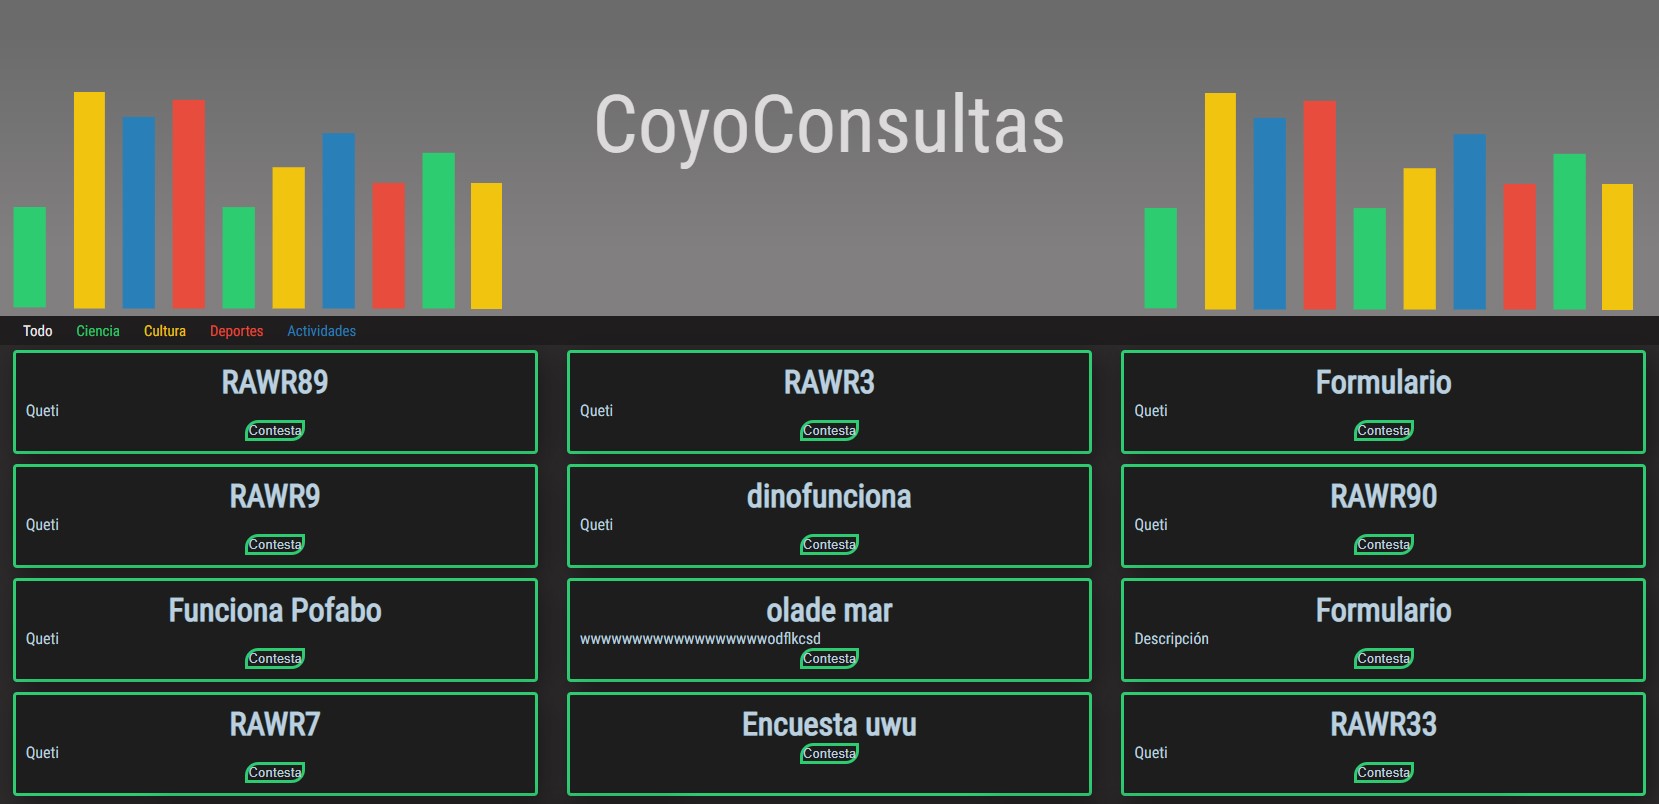 CoyoConsultas
Todo Ciencia Cultura Deportes Actividades
RAWR89
Queti
Contesta
RAWR3
Queti
Contesta
Formulario
Queti
Contesta
RAWR9
Queti
Contesta
dinofunciona
Queti
Contesta
RAWR90
Queti
Contesta
Funciona Pofabo
Queti
Contesta
olade mar
wwwwwwwwwwwwwwwwwwodflkcsd
Contesta
Formulario
Descripción
Contesta
RAWR7
Queti
Contesta
Encuesta uwu
Contesta
RAWR33
Queti
Contesta